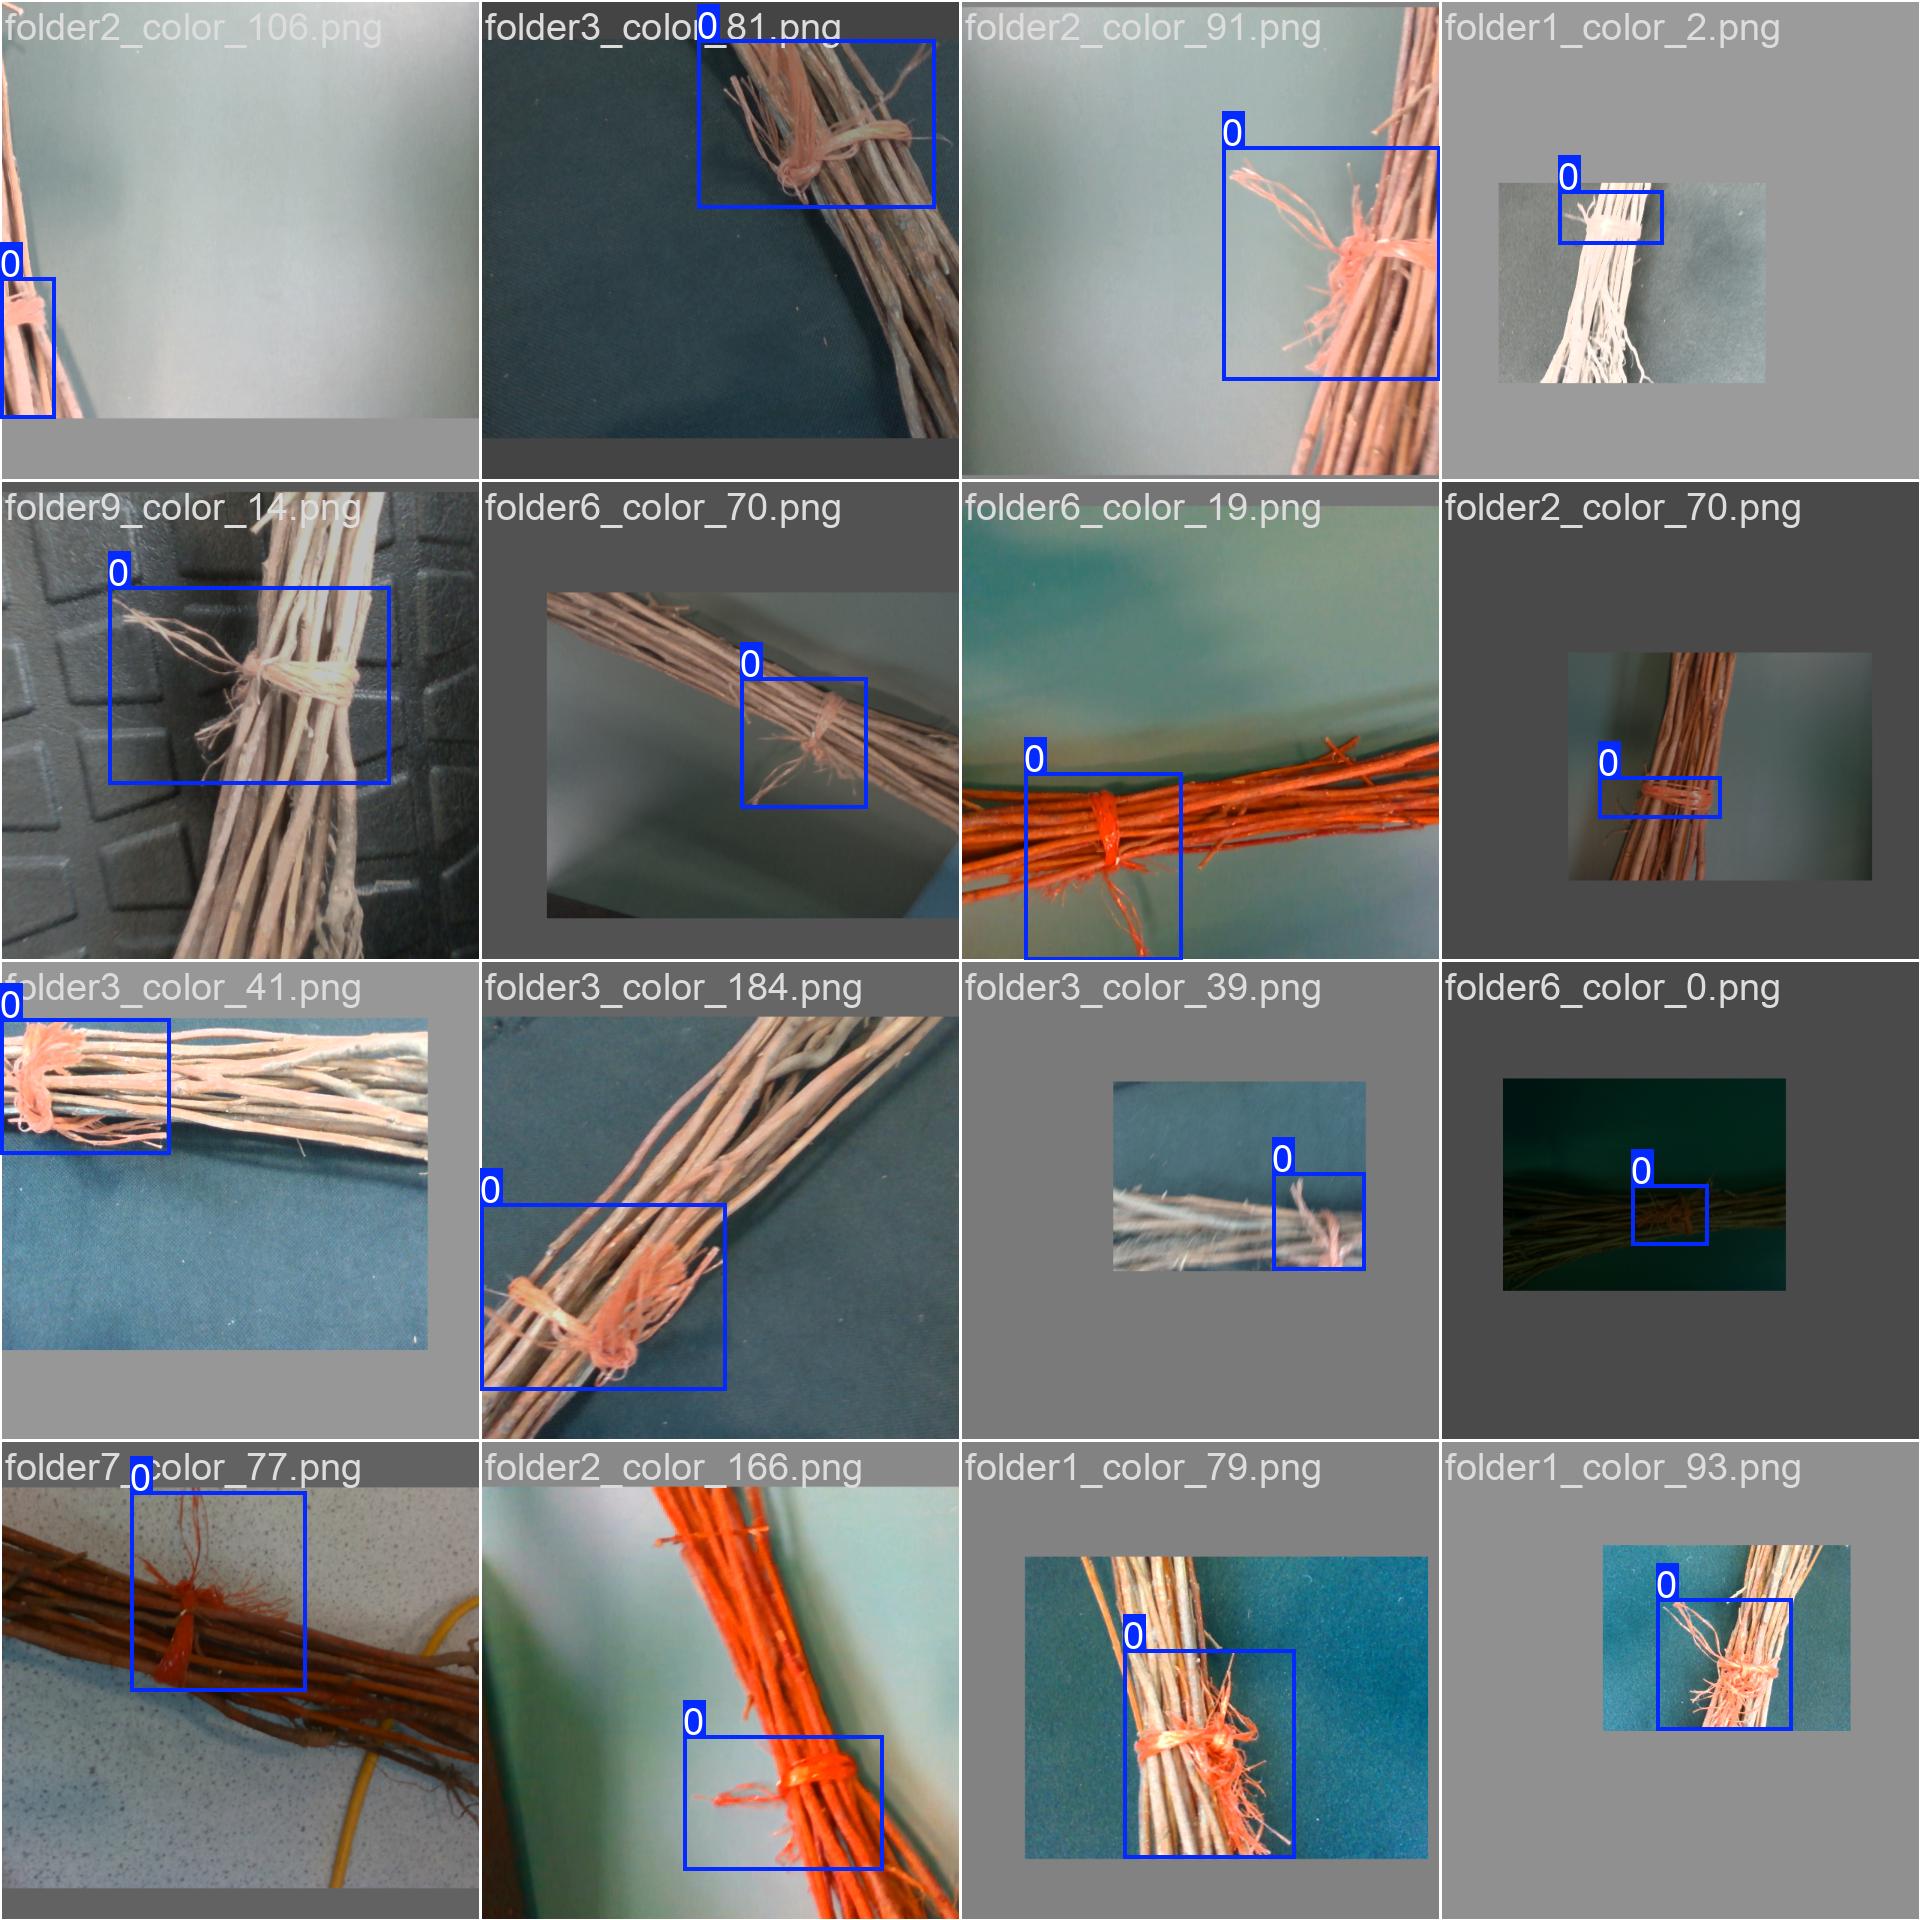 folder2_color_106.png
folder3_color_81.png
0
folder2_color_91.png
0
folder1_color_2.png
0
0
folder9_color_14.png
0
folder6_color_70.png
0
folder6_color_19.png
0
folder2_color_70.png
0
folder3_color_41.png
0
folder3_color_184.png
0
folder3_color_39.png
0
folder6_color_0.png
0
folder7_color_77.png
0
folder2_color_166.png
0
folder1_color_79.png
0
folder1_color_93.png
0